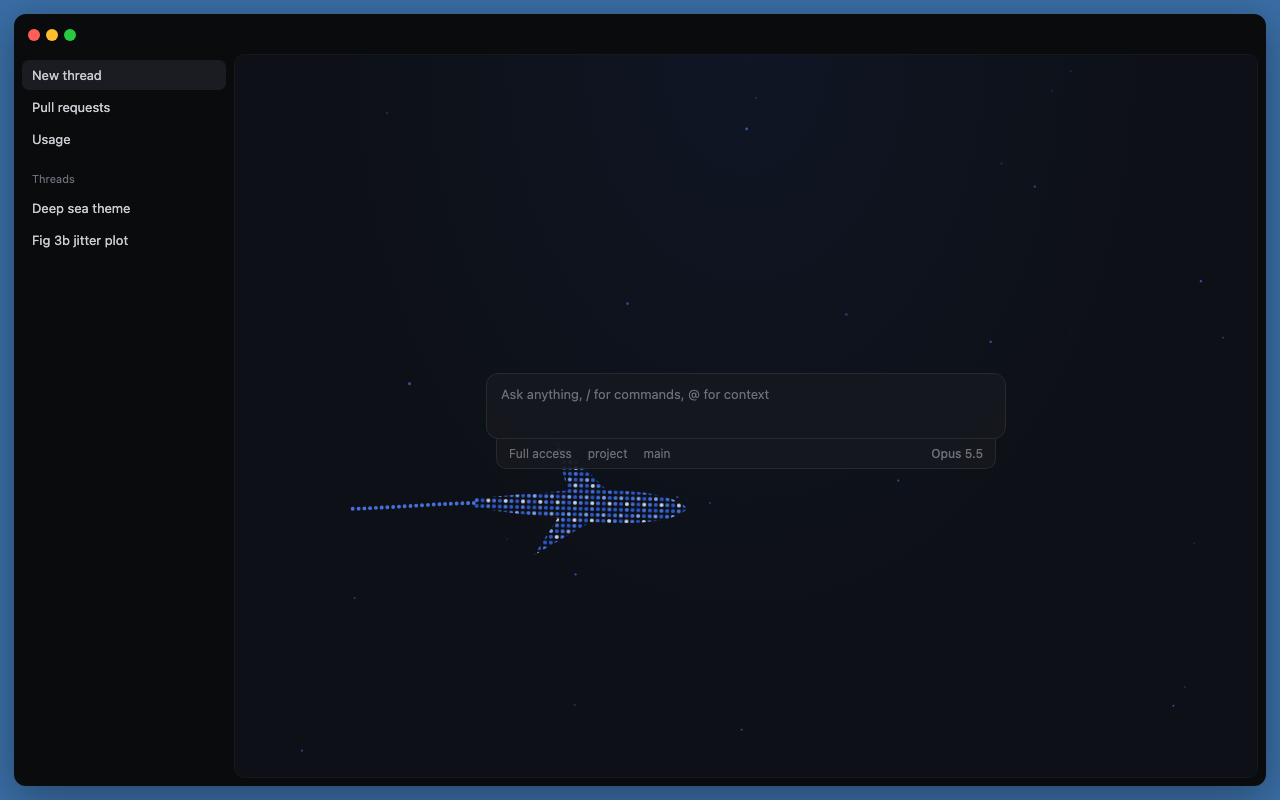 New thread
Pull requests
Usage
Threads
Deep sea theme
Fig 3b jitter plot
Ask anything, / for commands, @ for context
Full access project main Opus 5.5